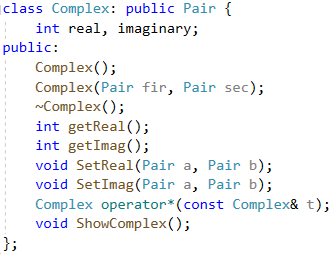 class Complex: public Pair {
    int real, imaginary;
public:
    Complex();
    Complex(Pair fir, Pair sec);
    ~Complex();
    int getReal();
    int getImag();
    void SetReal(Pair a, Pair b);
    void SetImag(Pair a, Pair b);
    Complex operator*(const Complex& t);
    void ShowComplex();
};